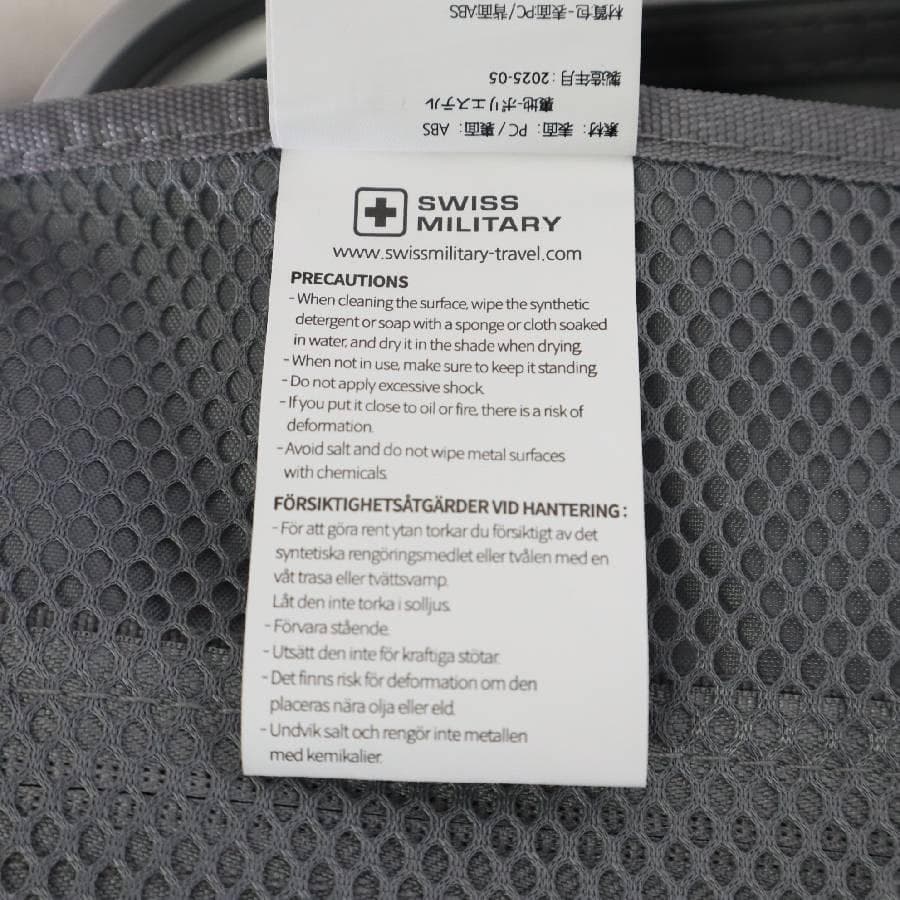 材質包-表面PC/背面ABS
製造年月：2025-05
裏地-ポリエステル
素材：表面：PC/裏面：ABS
SWISS
MILITARY
www.swissmilitary-travel.com
PRECAUTIONS
-When cleaning the surface, wipe the synthetic
detergent or soap with a sponge or cloth soaked
in water, and dry it in the shade when drying.
-When not in use, make sure to keep it standing.
-Do not apply excessive shock.
-If you put it close to oil or fire, there is a risk of
deformation.
-Avoid salt and do not wipe metal surfaces
with chemicals.
FÖRSIKTIGHETSÅTGÄRDER VID HANTERING :
-För att göra rent ytan torkar du försiktigt av det
syntetiska rengöringsmedlet eller tvålen med en
våt trasa eller tvättsvamp.
Låt den inte torka i solljus.
-Förvara stående.
-Utsätt den inte för kraftiga stötar.
-Det finns risk för deformation om den
placeras nära olja eller eld.
-Undvik salt och rengör inte metallen
med kemikalier.